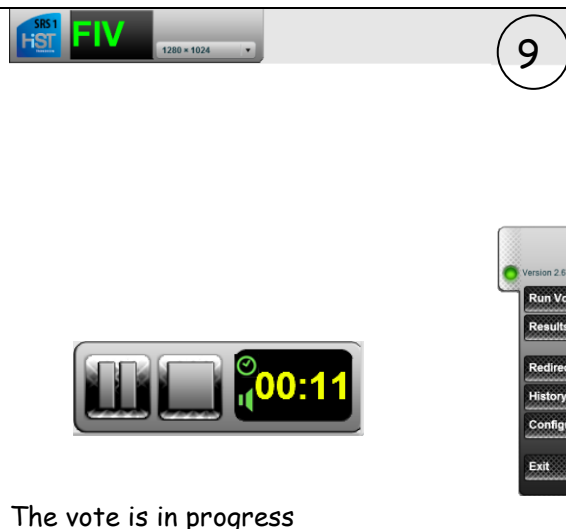 SRS 1
HiST
FIV
1280 × 1024
9
Version 2.6
Run Vo
Results
Redirec
History
Config
Exit
00:11
The vote is in progress